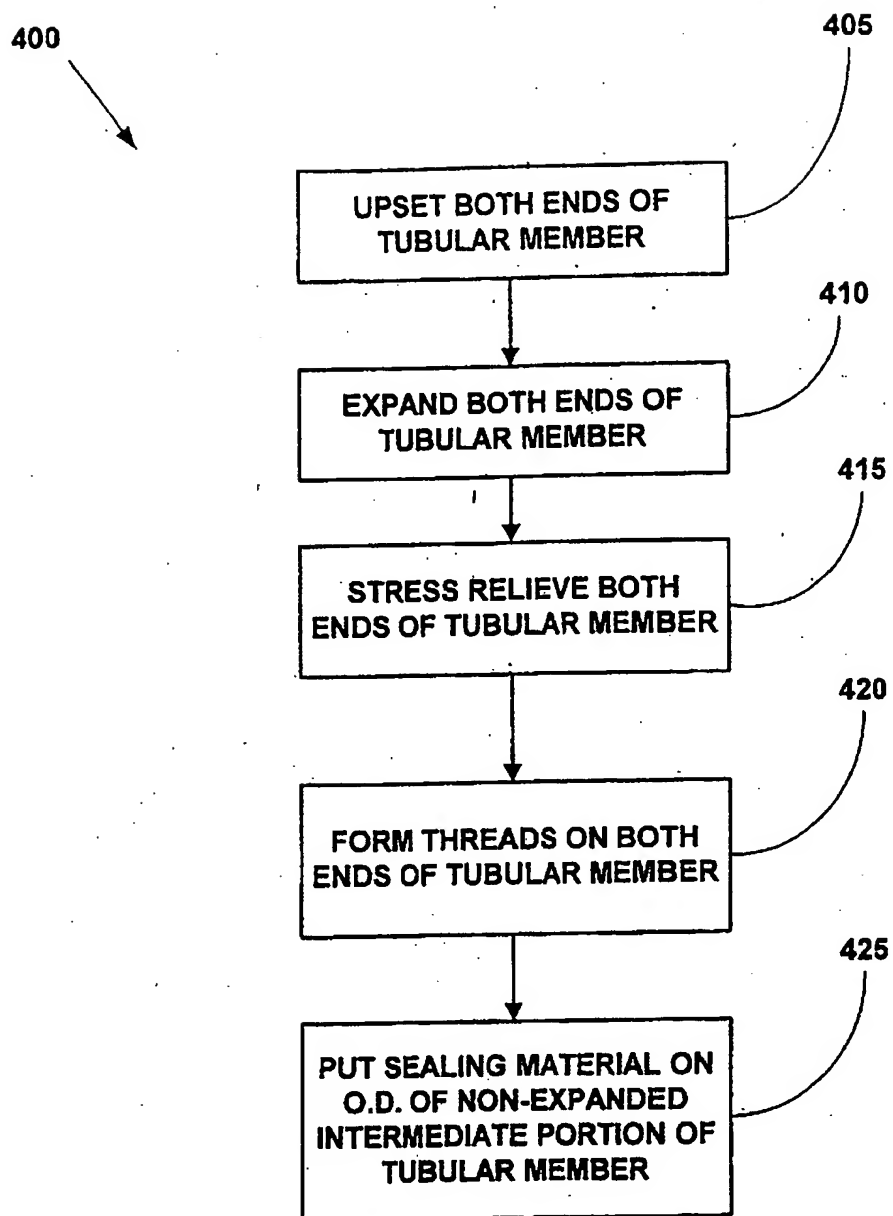 400
405
UPSET BOTH ENDS OF
TUBULAR MEMBER
410
EXPAND BOTH ENDS OF
TUBULAR MEMBER
415
STRESS RELIEVE BOTH
ENDS OF TUBULAR MEMBER
420
FORM THREADS ON BOTH
ENDS OF TUBULAR MEMBER
425
PUT SEALING MATERIAL ON
O.D. OF NON-EXPANDED
INTERMEDIATE PORTION OF
TUBULAR MEMBER